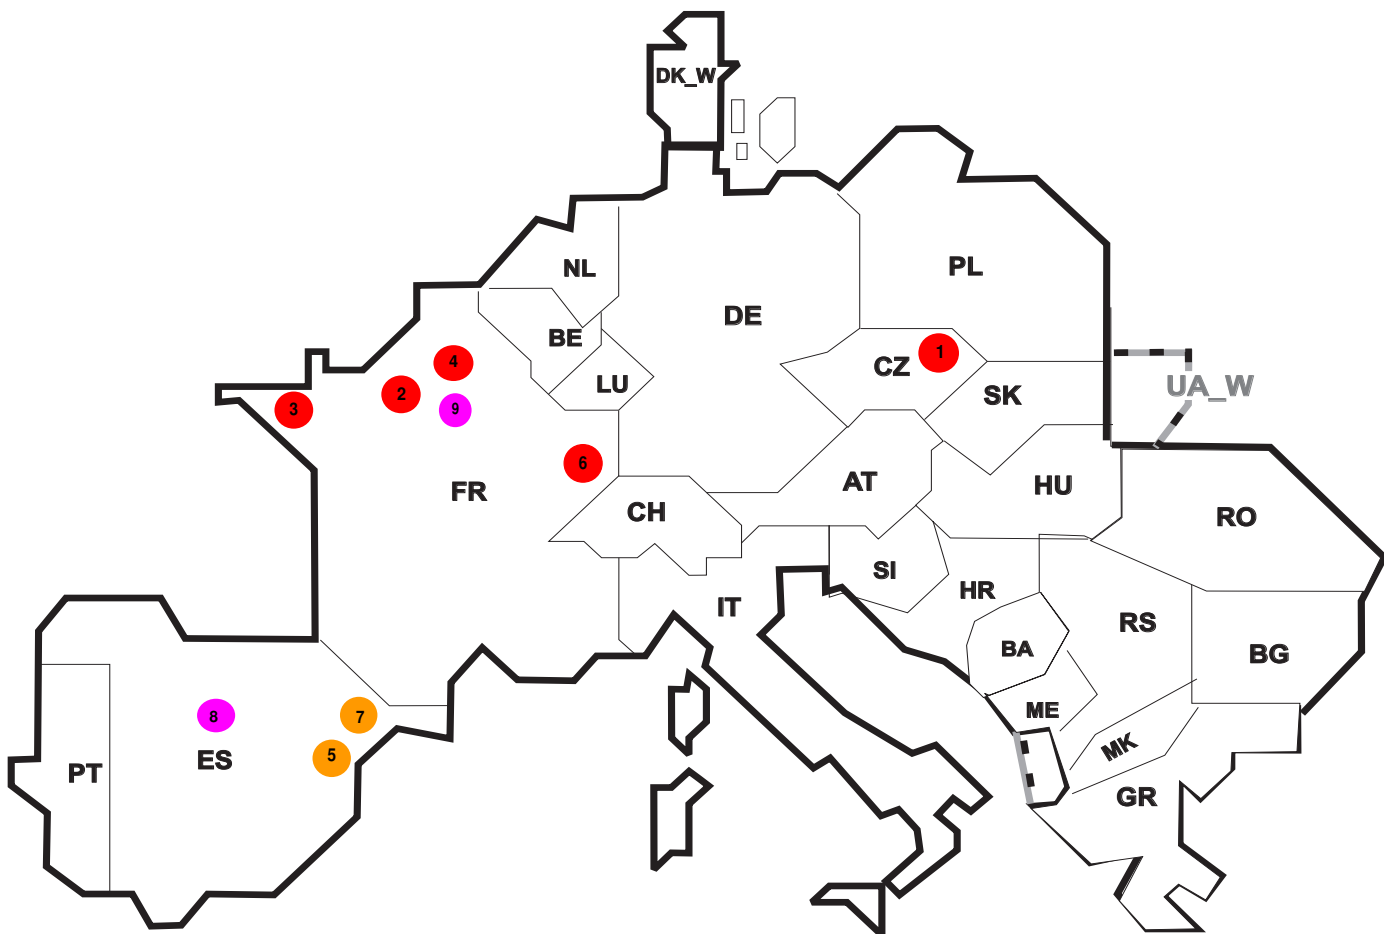 DK_W
NL
PL
DE
BE
4
1
CZ
LU
2
SK
UA_W
3
9
6
FR
AT
HU
CH
RO
SI
HR
IT
RS
BA
BG
ME
8
7
MK
5
ES
PT
GR